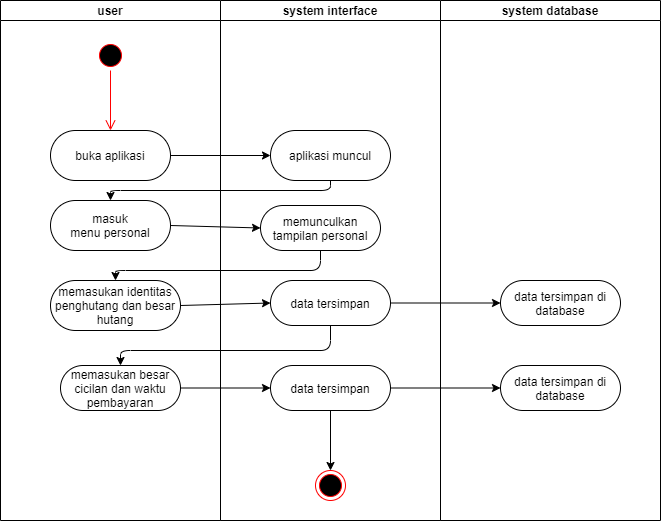 user
system interface
system database
buka aplikasi
aplikasi muncul
masuk
menu personal
memunculkan
tampilan personal
memasukan identitas
penghutang dan besar
hutang
data tersimpan
data tersimpan di
database
memasukan besar
cicilan dan waktu
pembayaran
data tersimpan
data tersimpan di
database